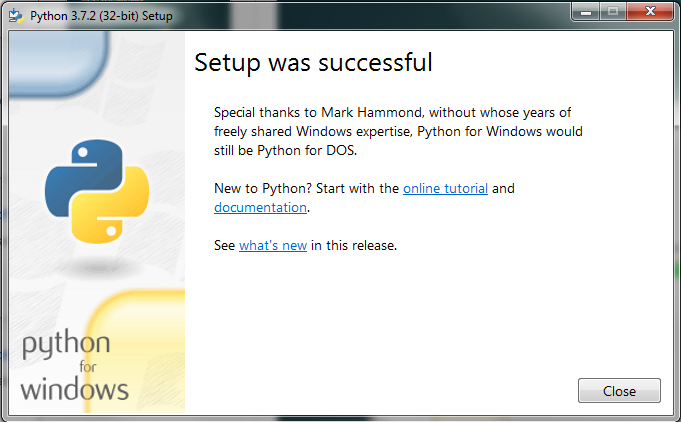 Python 3.7.2 (32-bit) Setup
Setup was successful
Special thanks to Mark Hammond, without whose years of
freely shared Windows expertise, Python for Windows would
still be Python for DOS.
New to Python? Start with the online tutorial and
documentation.
See what's new in this release.
python
for
windows
Close